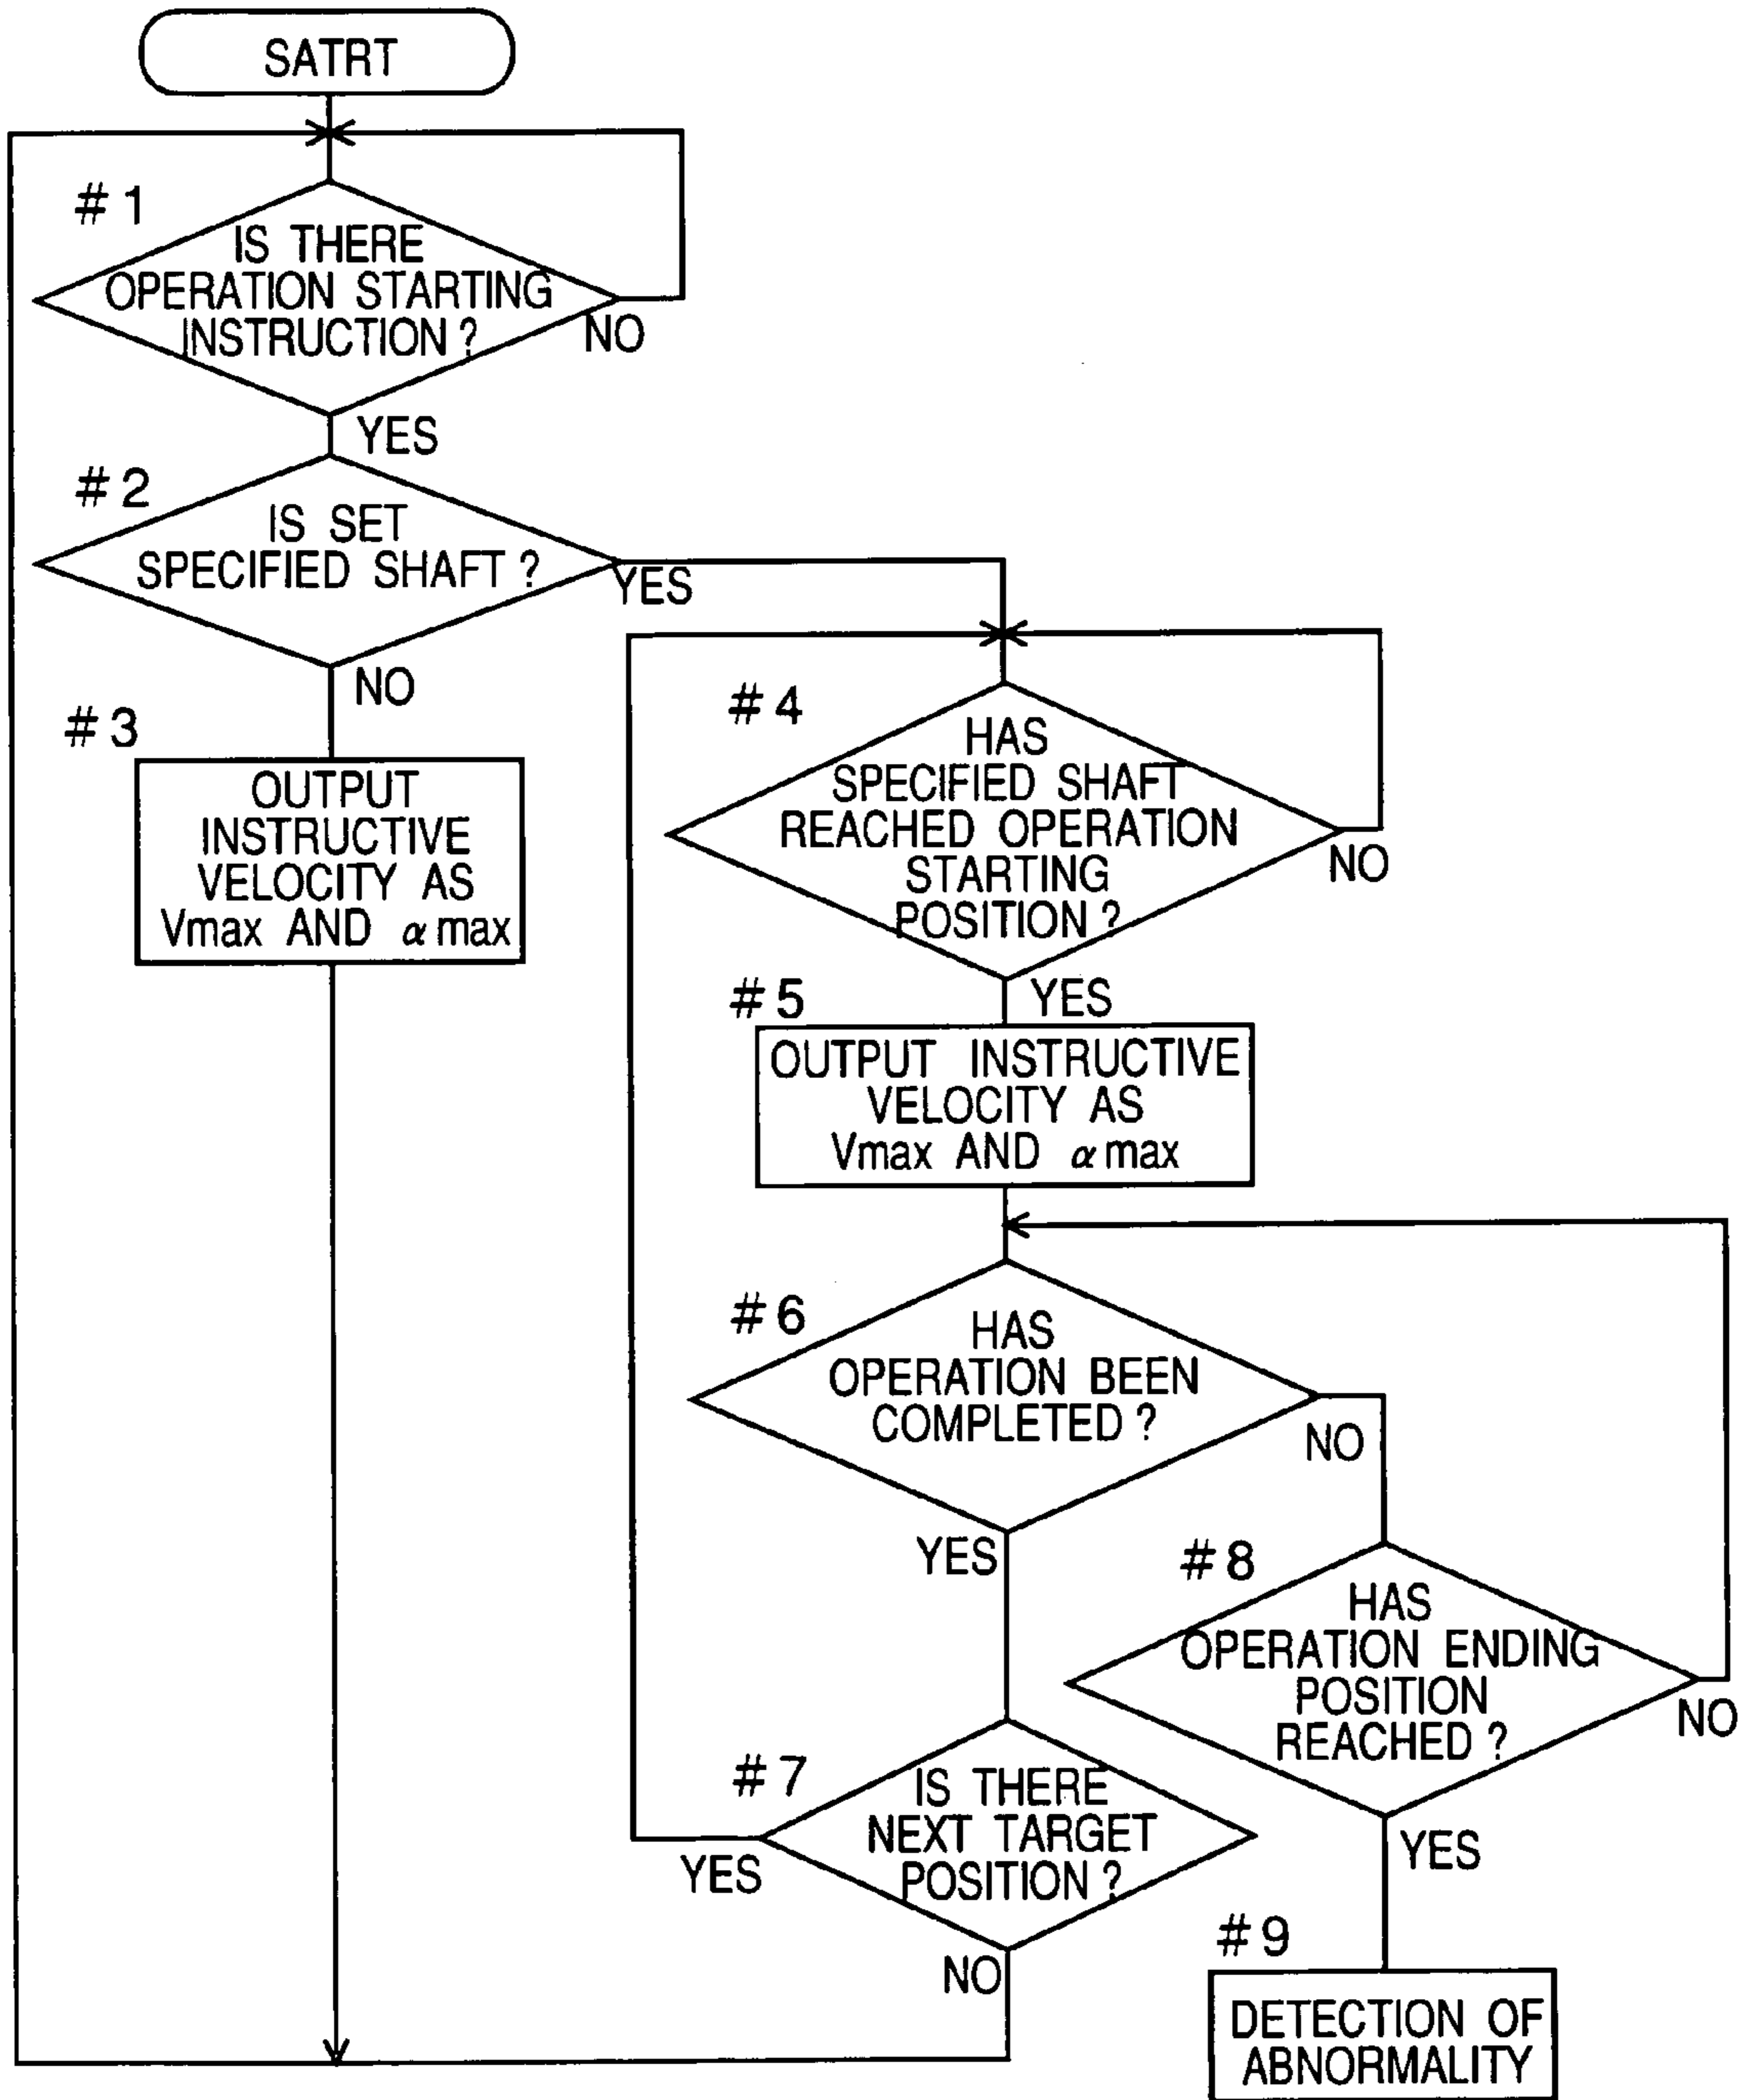 SATRT
#1
IS THERE
OPERATION STARTING
INSTRUCTION?
NO
YES
#2
IS SET
SPECIFIED SHAFT?
YES
NO
#3
OUTPUT
INSTRUCTIVE
VELOCITY AS
Vmax AND αmax
#4
HAS
SPECIFIED SHAFT
REACHED OPERATION
STARTING
POSITION?
NO
YES
#5
OUTPUT INSTRUCTIVE
VELOCITY AS
Vmax AND αmax
#6
HAS
OPERATION BEEN
COMPLETED?
NO
YES
#8
HAS
OPERATION ENDING
POSITION
REACHED?
NO
YES
#7
IS THERE
NEXT TARGET
POSITION?
YES
NO
#9
DETECTION OF
ABNORMALITY